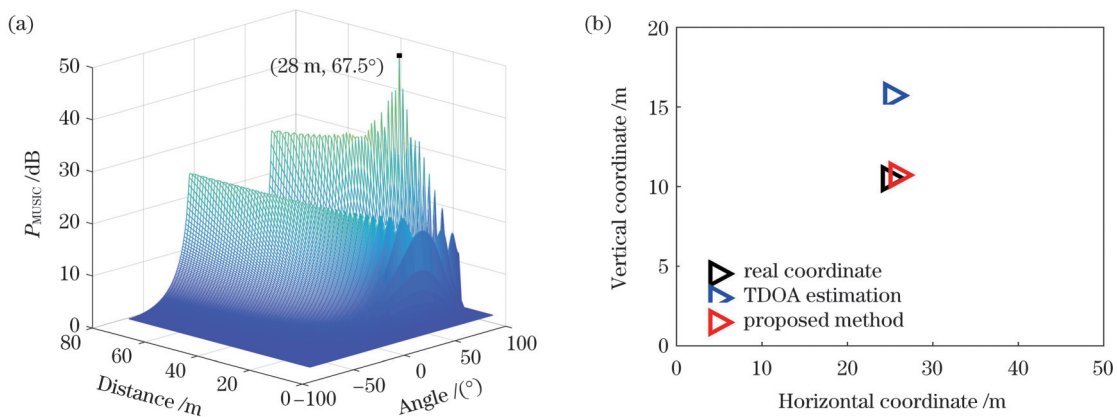 (a)
(28 m, 67.5°)
P_MUSIC /dB
50
40
30
20
10
0
80
60
40
20
0
Distance /m
−100
−50
0
50
100
Angle /(°)
(b)
Vertical coordinate /m
20
15
10
5
0
real coordinate
TDOA estimation
proposed method
0
10
20
30
40
50
Horizontal coordinate /m